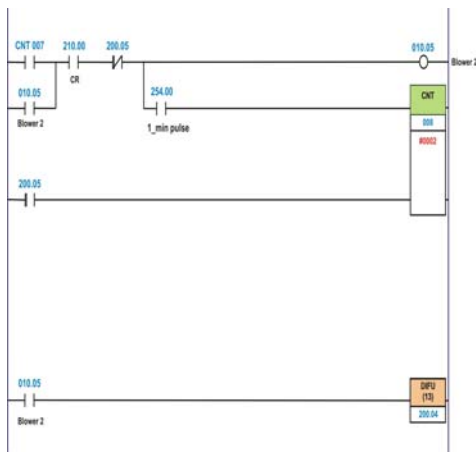 CNT 007 210.00 200.05 010.05
CR
Blower 2
010.05
Blower 2
254.00
1_min pulse
CNT
008
#0002
200.05
010.05
Blower 2
DIFU
(13)
200.04